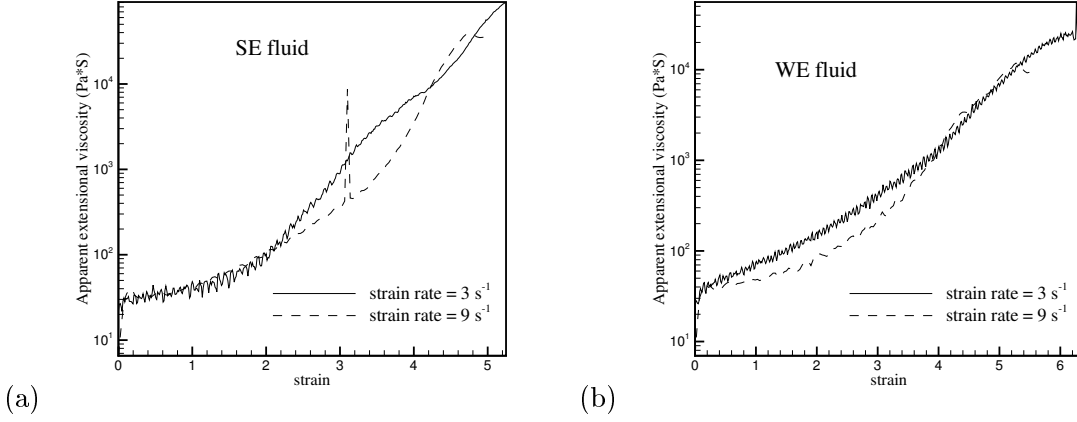 SE fluid
Apparent extensional viscosity (Pa*S)
10⁴
10³
10²
10¹
strain rate = 3 s⁻¹
strain rate = 9 s⁻¹
0 1 2 3 4 5
strain
(a)
WE fluid
Apparent extensional viscosity (Pa*S)
10⁴
10³
10²
10¹
strain rate = 3 s⁻¹
strain rate = 9 s⁻¹
0 1 2 3 4 5 6
strain
(b)